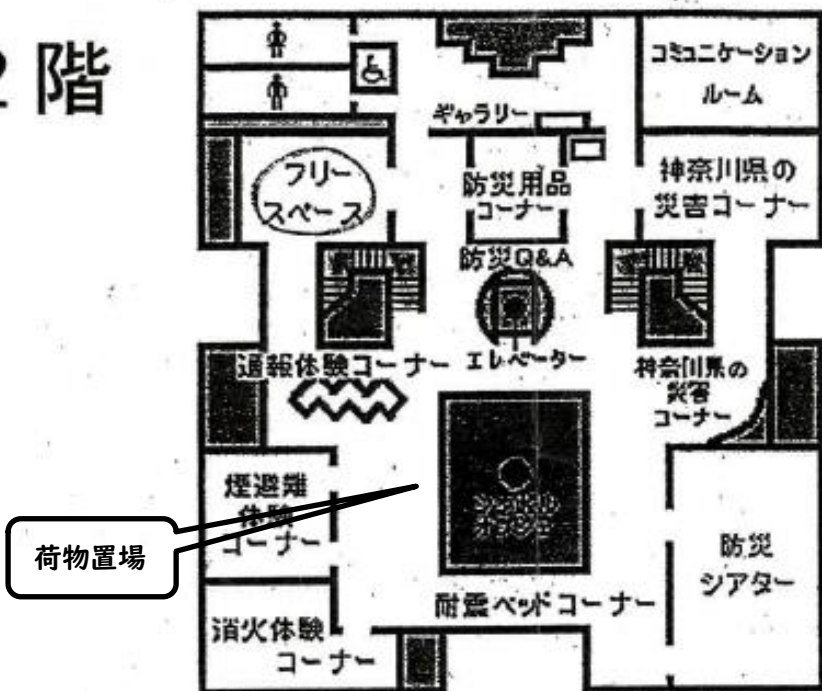 2階
コミュニケーション
ルーム
ギャラリー
フリー
スペース
防災用品
コーナー
神奈川県の
災害コーナー
防災Q&A
通報体験コーナー
エレベーター
神奈川県の
災害
コーナー
煙避難
体験
コーナー
荷物置場
防災
シアター
耐震ベッドコーナー
消火体験
コーナー